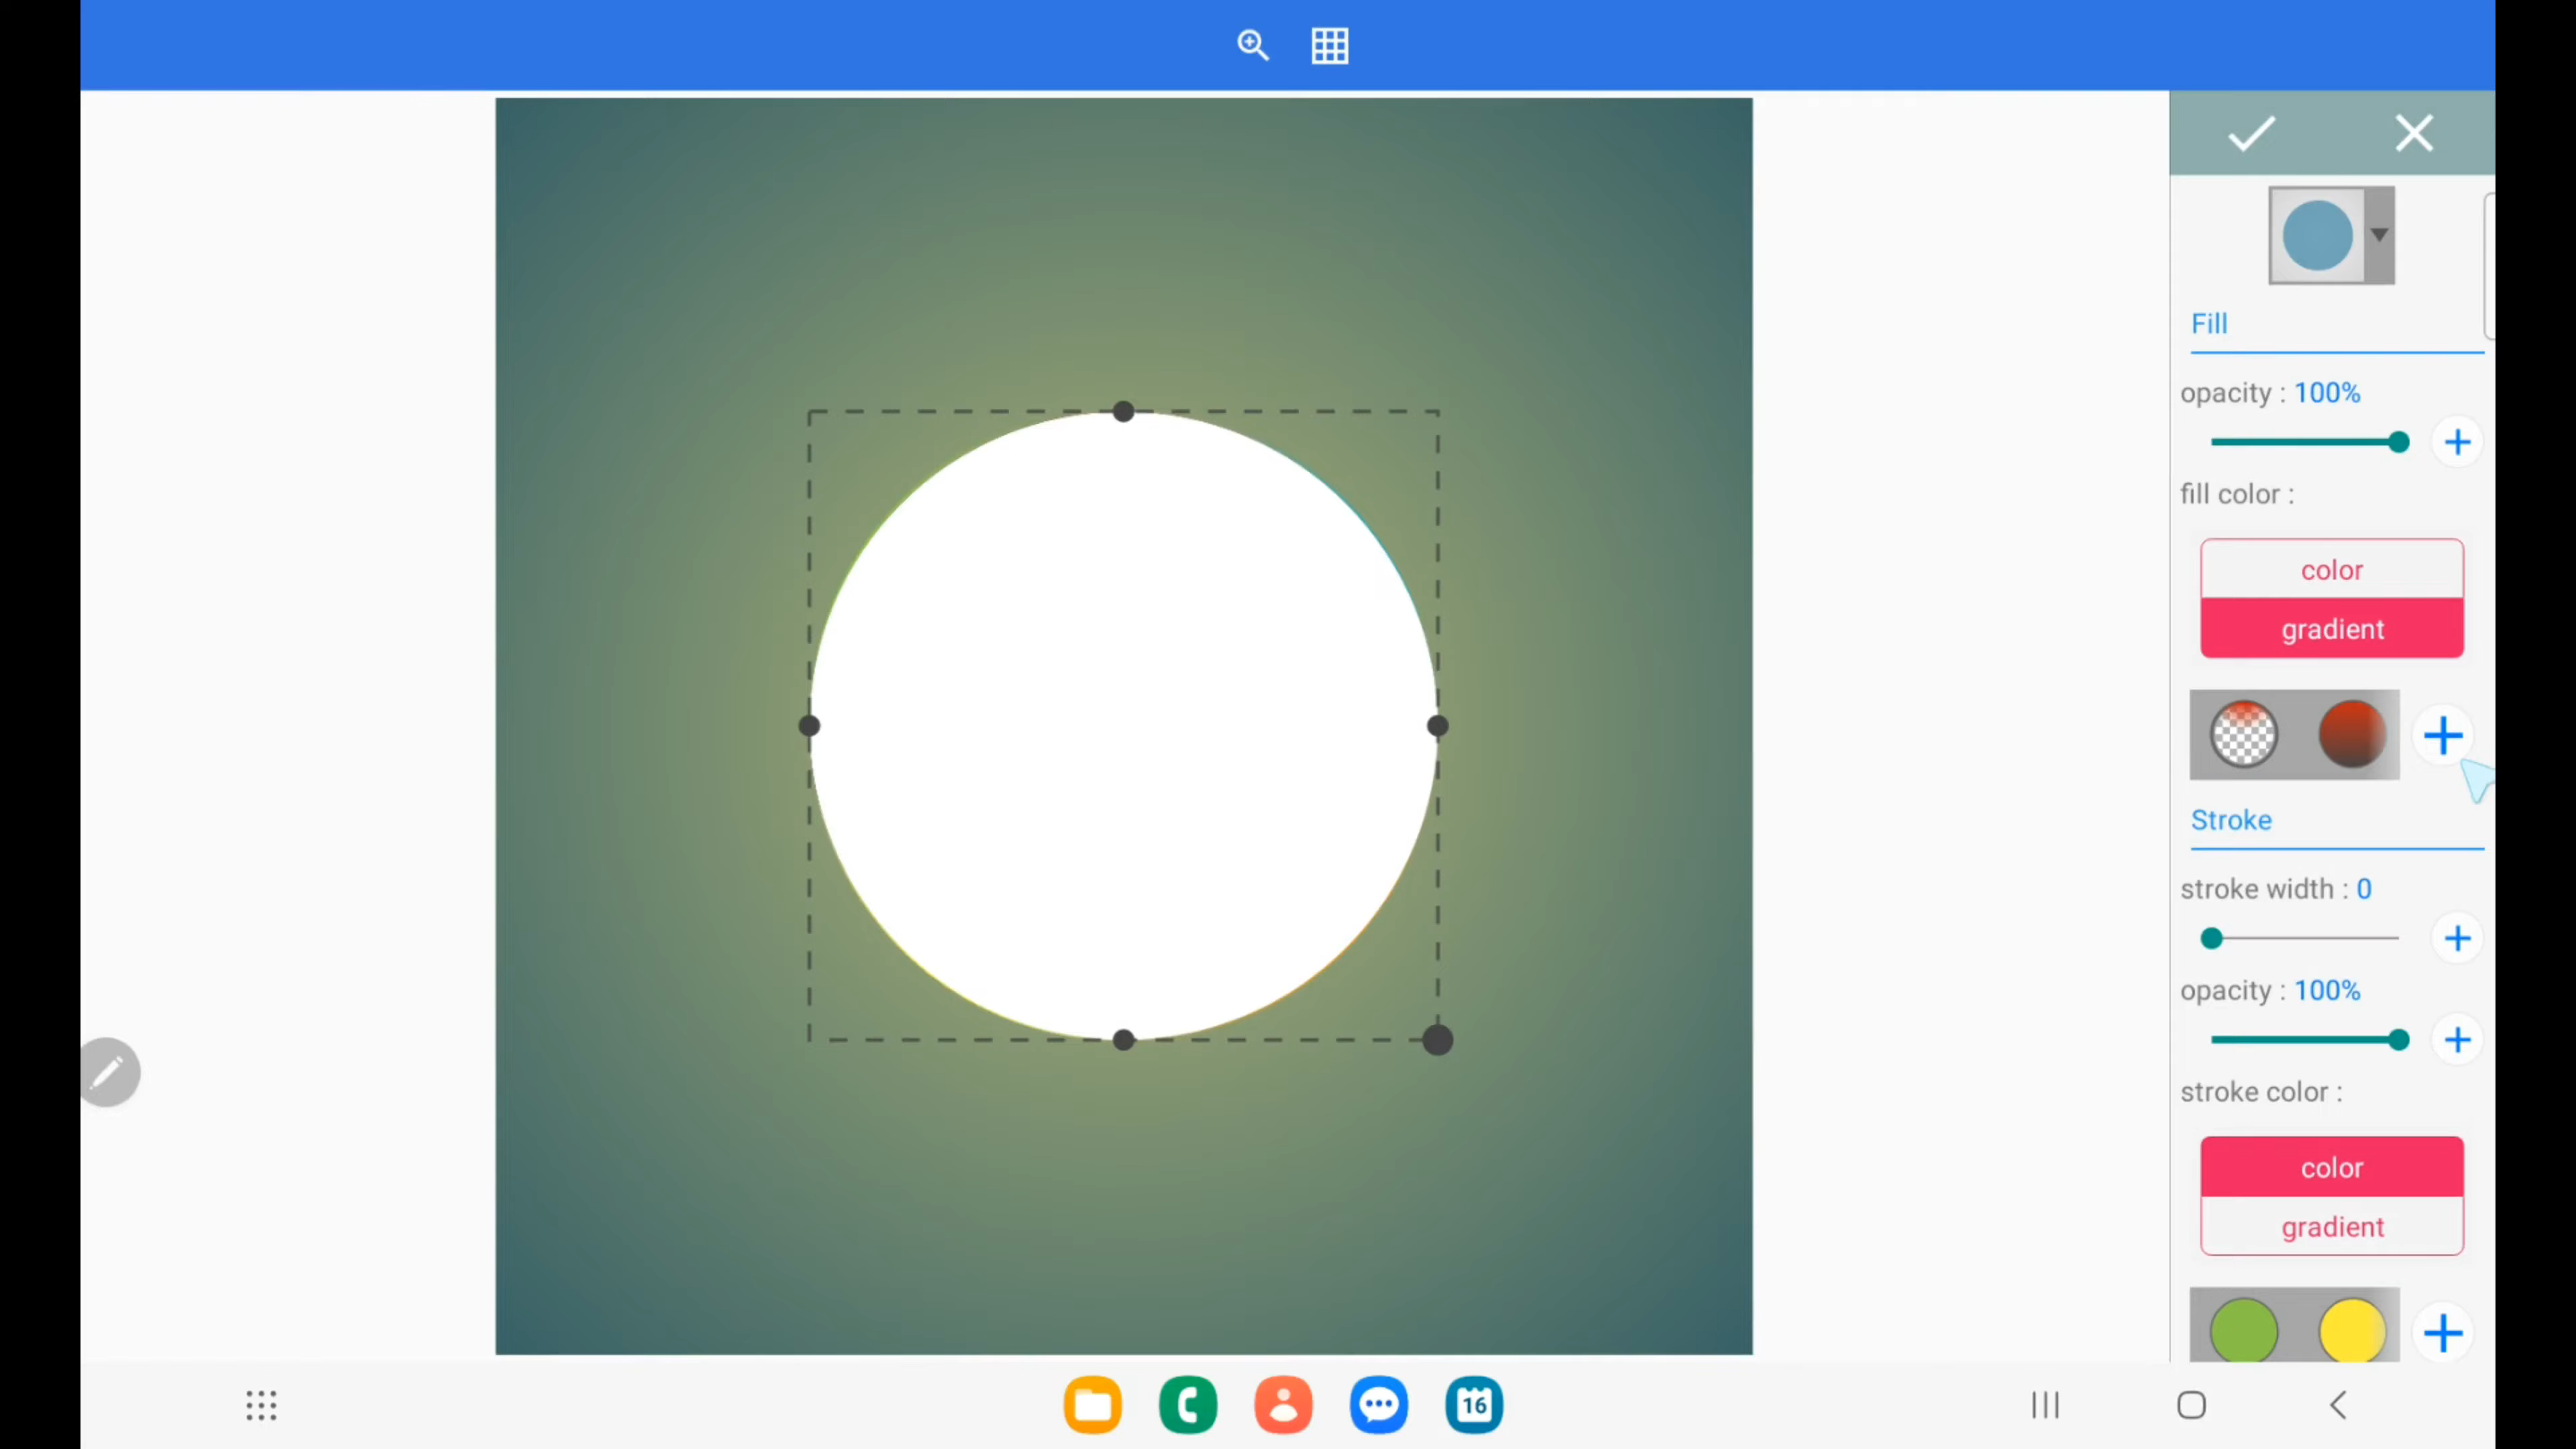 Fill
opacity : 100%
fill color :
color
gradient
Stroke
stroke width : 0
opacity : 100%
stroke color :
color
gradient
16